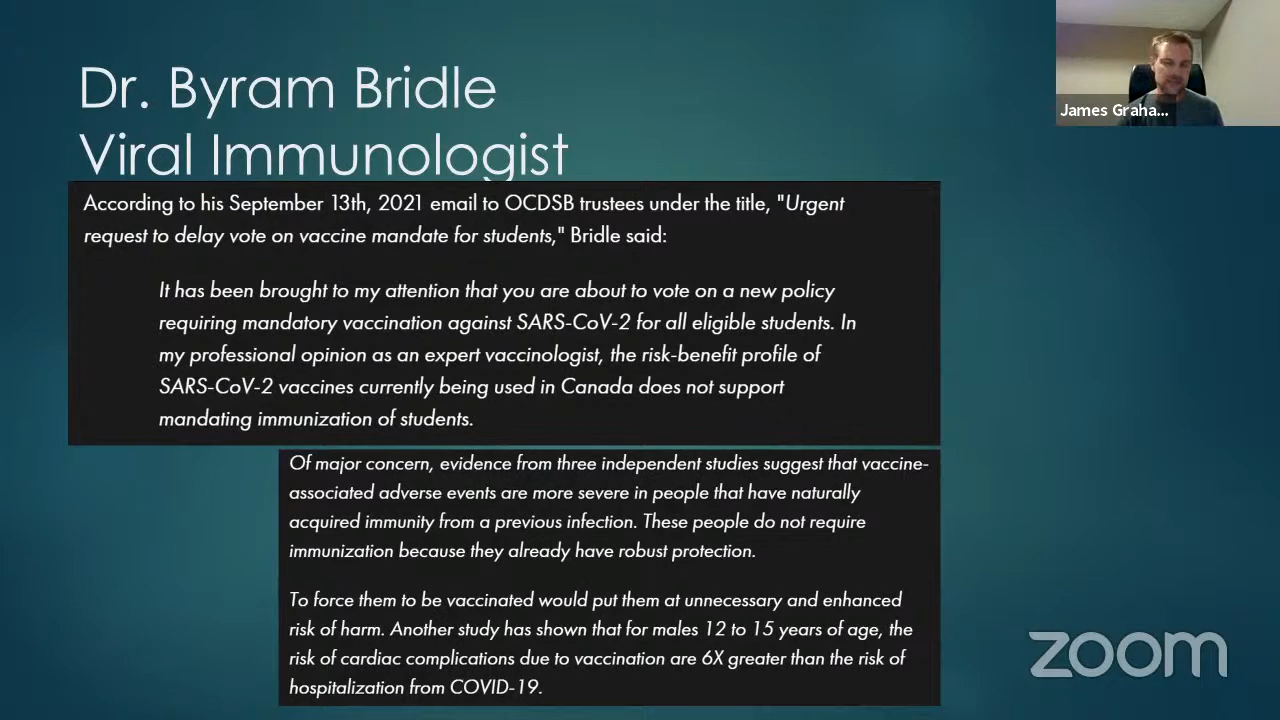 Dr. Byram Bridle
Viral Immunologist
James Graha...
According to his September 13th, 2021 email to OCDSB trustees under the title, "Urgent
request to delay vote on vaccine mandate for students," Bridle said:
It has been brought to my attention that you are about to vote on a new policy
requiring mandatory vaccination against SARS-CoV-2 for all eligible students. In
my professional opinion as an expert vaccinologist, the risk-benefit profile of
SARS-CoV-2 vaccines currently being used in Canada does not support
mandating immunization of students.
Of major concern, evidence from three independent studies suggest that vaccine-
associated adverse events are more severe in people that have naturally
acquired immunity from a previous infection. These people do not require
immunization because they already have robust protection.
To force them to be vaccinated would put them at unnecessary and enhanced
risk of harm. Another study has shown that for males 12 to 15 years of age, the
risk of cardiac complications due to vaccination are 6X greater than the risk of
hospitalization from COVID-19.
zoom